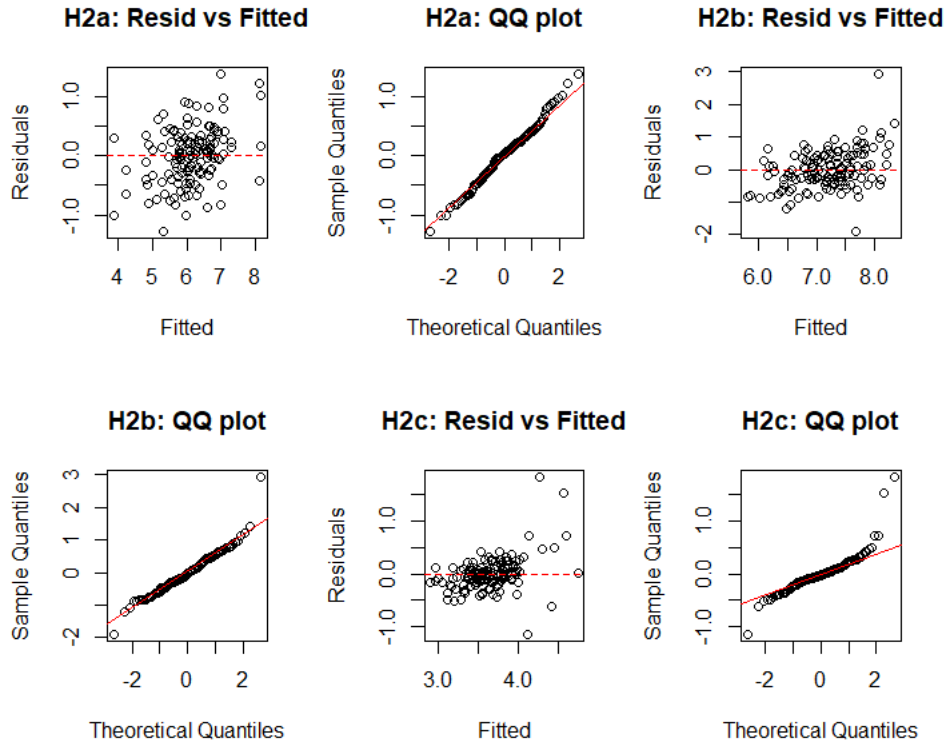 H2a: Resid vs Fitted
Residuals
1.0
0.0
-1.0
4 5 6 7 8
Fitted
H2a: QQ plot
Sample Quantiles
1.0
0.0
-1.0
-2 0 2
Theoretical Quantiles
H2b: Resid vs Fitted
Residuals
3
2
1
0
-2
6.0 7.0 8.0
Fitted
H2b: QQ plot
Sample Quantiles
3
2
1
0
-2
-2 0 2
Theoretical Quantiles
H2c: Resid vs Fitted
Residuals
1.0
0.0
-1.0
3.0 4.0
Fitted
H2c: QQ plot
Sample Quantiles
1.0
0.0
-1.0
-2 0 2
Theoretical Quantiles